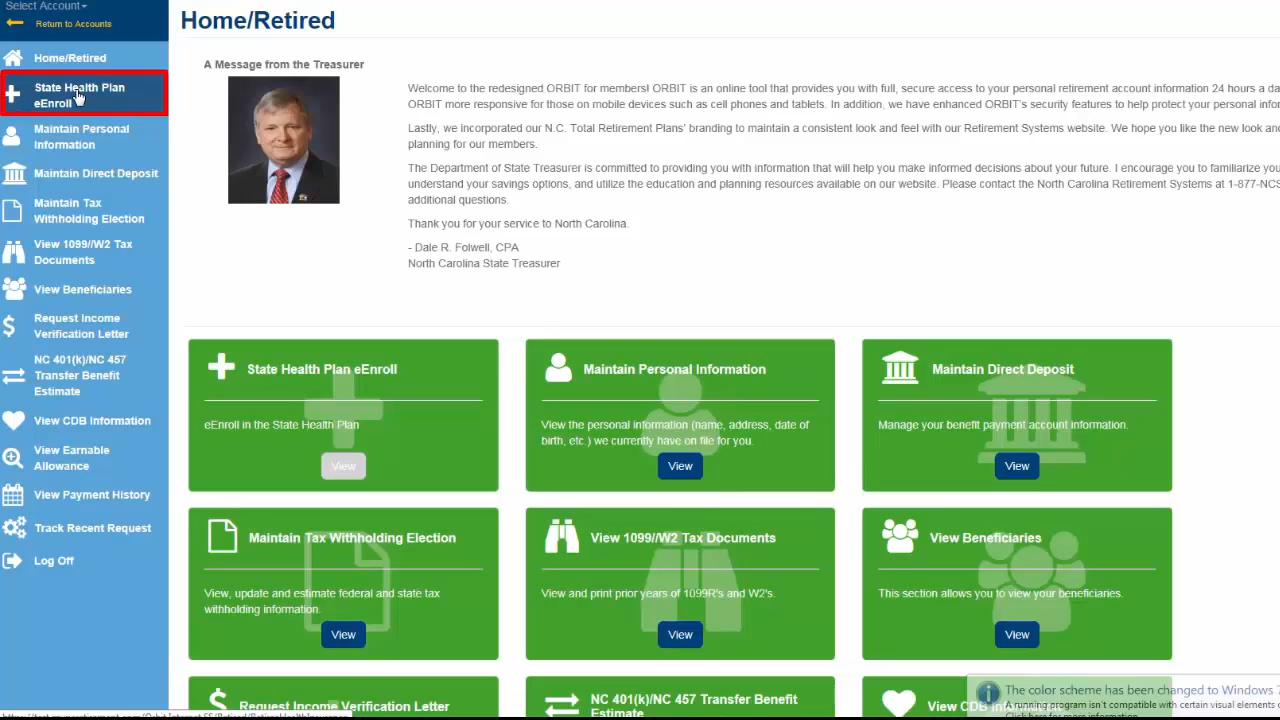 Select Account
Return to Accounts
Home/Retired
State Health Plan
eEnroll
Maintain Personal
Information
Maintain Direct Deposit
Maintain Tax
Withholding Election
View 1099//W2 Tax
Documents
View Beneficiaries
Request Income
Verification Letter
NC 401(k)/NC 457
Transfer Benefit
Estimate
View CDB Information
View Earnable
Allowance
View Payment History
Track Recent Request
Log Off
Home/Retired
A Message from the Treasurer
Welcome to the redesigned ORBIT for members! ORBIT is an online tool that provides you with full, secure access to your personal retirement account information 24 hours a da
ORBIT more responsive for those on mobile devices such as cell phones and tablets. In addition, we have enhanced ORBIT's security features to help protect your personal infor
Lastly, we incorporated our N.C. Total Retirement Plans' branding to maintain a consistent look and feel with our Retirement Systems website. We hope you like the new look and
planning for our members.
The Department of State Treasurer is committed to providing you with information that will help you make informed decisions about your future. I encourage you to familiarize you
understand your savings options, and utilize the education and planning resources available on our website. Please contact the North Carolina Retirement Systems at 1-877-NCS
additional questions.
Thank you for your service to North Carolina.
- Dale R. Folwell, CPA
North Carolina State Treasurer
State Health Plan eEnroll
eEnroll in the State Health Plan
View
Maintain Personal Information
View the personal information (name, address, date of
birth, etc.) we currently have on file for you.
View
Maintain Direct Deposit
Manage your benefit payment account information.
View
Maintain Tax Withholding Election
View, update and estimate federal and state tax
withholding information.
View
View 1099//W2 Tax Documents
View and print prior years of 1099R's and W2's.
View
View Beneficiaries
This section allows you to view your beneficiaries.
View
Request Income Verification Letter
NC 401(k)/NC 457 Transfer Benefit
Estimate
View CDB
The color scheme has been changed to Windows 7
A running program isn't compatible with certain visual elements
Click here for more information.